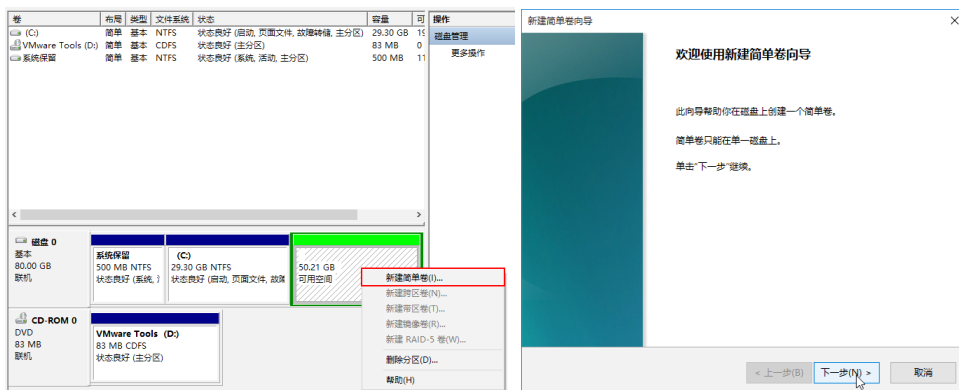 卷 布局 类型 文件系统 状态 容量 可
(C:) 简单 基本 NTFS 状态良好 (启动, 页面文件, 故障转储, 主分区) 29.30 GB 19
VMware Tools (D:) 简单 基本 CDFS 状态良好 (主分区) 83 MB 0
系统保留 简单 基本 NTFS 状态良好 (系统, 活动, 主分区) 500 MB 11
操作
磁盘管理
更多操作
磁盘 0
基本
80.00 GB
联机
系统保留
500 MB NTFS
状态良好 (系统, 
(C:)
29.30 GB NTFS
状态良好 (启动, 页面文件, 故障
50.21 GB
可用空间
CD-ROM 0
DVD
83 MB
联机
VMware Tools (D:)
83 MB CDFS
状态良好 (主分区)
新建简单卷(I)...
新建跨区卷(N)...
新建带区卷(T)...
新建镜像卷(R)...
新建 RAID-5 卷(W)...
删除分区(D)...
帮助(H)
新建简单卷向导
欢迎使用新建简单卷向导
此向导帮助你在磁盘上创建一个简单卷。
简单卷只能在单一磁盘上。
单击"下一步"继续。
< 上一步(B)
下一步(N) >
取消